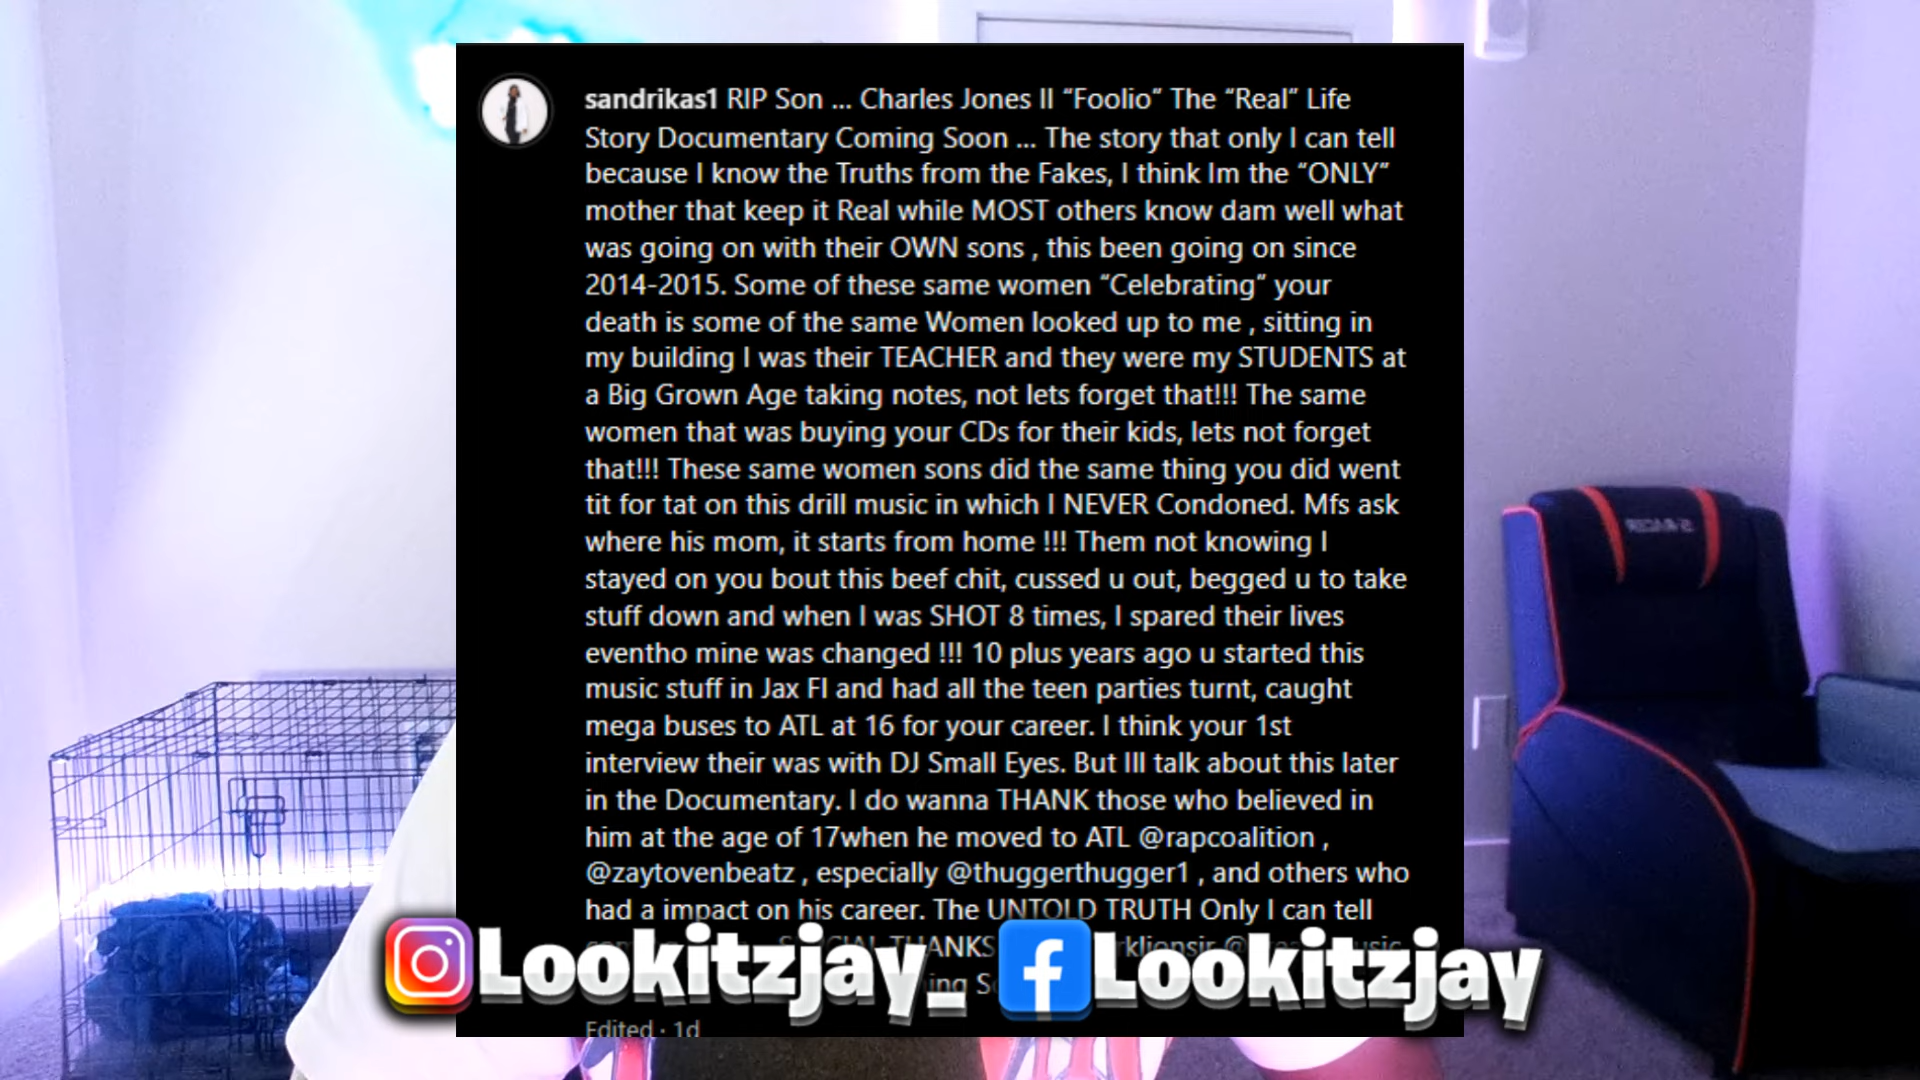 sandrikas1 RIP Son ... Charles Jones II “Foolio” The “Real” Life
Story Documentary Coming Soon ... The story that only I can tell
because I know the Truths from the Fakes, I think Im the “ONLY”
mother that keep it Real while MOST others know dam well what
was going on with their OWN sons , this been going on since
2014-2015. Some of these same women “Celebrating” your
death is some of the same Women looked up to me , sitting in
my building I was their TEACHER and they were my STUDENTS at
a Big Grown Age taking notes, not lets forget that!!! The same
women that was buying your CDs for their kids, lets not forget
that!!! These same women sons did the same thing you did went
tit for tat on this drill music in which I NEVER Condoned. Mfs ask
where his mom, it starts from home !!! Them not knowing I
stayed on you bout this beef chit, cussed u out, begged u to take
stuff down and when I was SHOT 8 times, I spared their lives
eventho mine was changed !!! 10 plus years ago u started this
music stuff in Jax Fl and had all the teen parties turnt, caught
mega buses to ATL at 16 for your career. I think your 1st
interview their was with DJ Small Eyes. But Ill talk about this later
in the Documentary. I do wanna THANK those who believed in
him at the age of 17when he moved to ATL @rapcoalition ,
@zaytovenbeatz , especially @thuggerthugger1 , and others who
had a impact on his career. The UNTOLD TRUTH Only I can tell
THANKS
Lookitzjay_ Lookitzjay
Edited · 1d